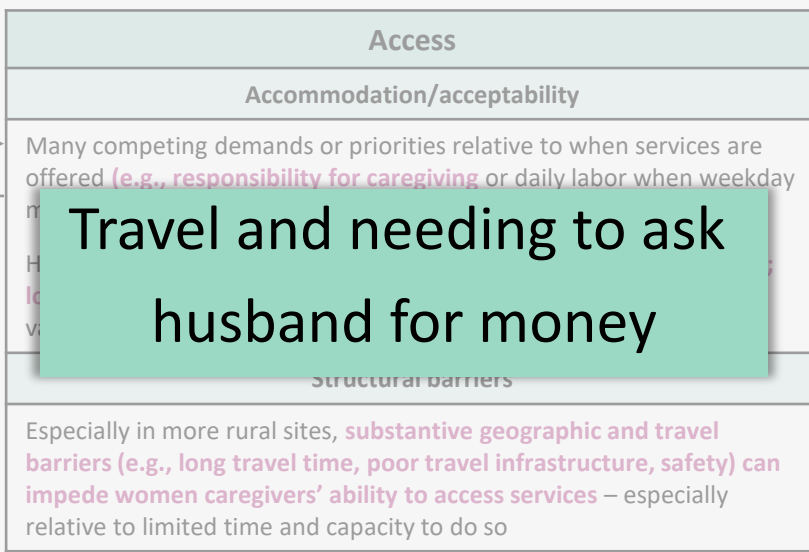 Access
Accommodation/acceptability
Many competing demands or priorities relative to when services are
offered (e.g., responsibility for caregiving or daily labor when weekday
Travel and needing to ask
husband for money
Structural barriers
Especially in more rural sites, substantive geographic and travel
barriers (e.g., long travel time, poor travel infrastructure, safety) can
impede women caregivers’ ability to access services – especially
relative to limited time and capacity to do so